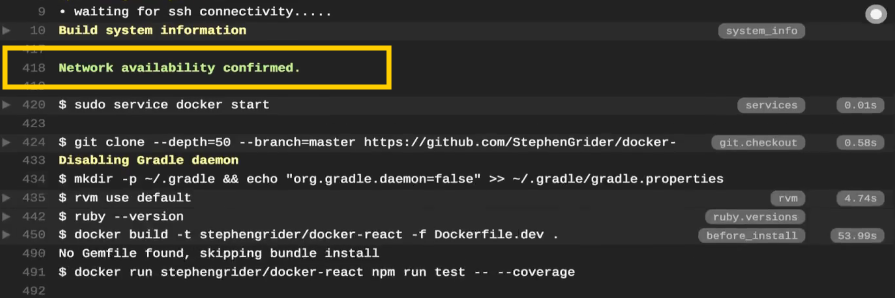 9 • waiting for ssh connectivity.....
10 Build system information system_info
417
418 Network availability confirmed.
419
420 $ sudo service docker start services 0.01s
423
424 $ git clone --depth=50 --branch=master https://github.com/StephenGrider/docker- git.checkout 0.58s
433 Disabling Gradle daemon
434 $ mkdir -p ~/.gradle && echo "org.gradle.daemon=false" >> ~/.gradle/gradle.properties
435 $ rvm use default rvm 4.74s
442 $ ruby --version ruby.versions
450 $ docker build -t stephengrider/docker-react -f Dockerfile.dev . before_install 53.99s
490 No Gemfile found, skipping bundle install
491 $ docker run stephengrider/docker-react npm run test -- --coverage
492